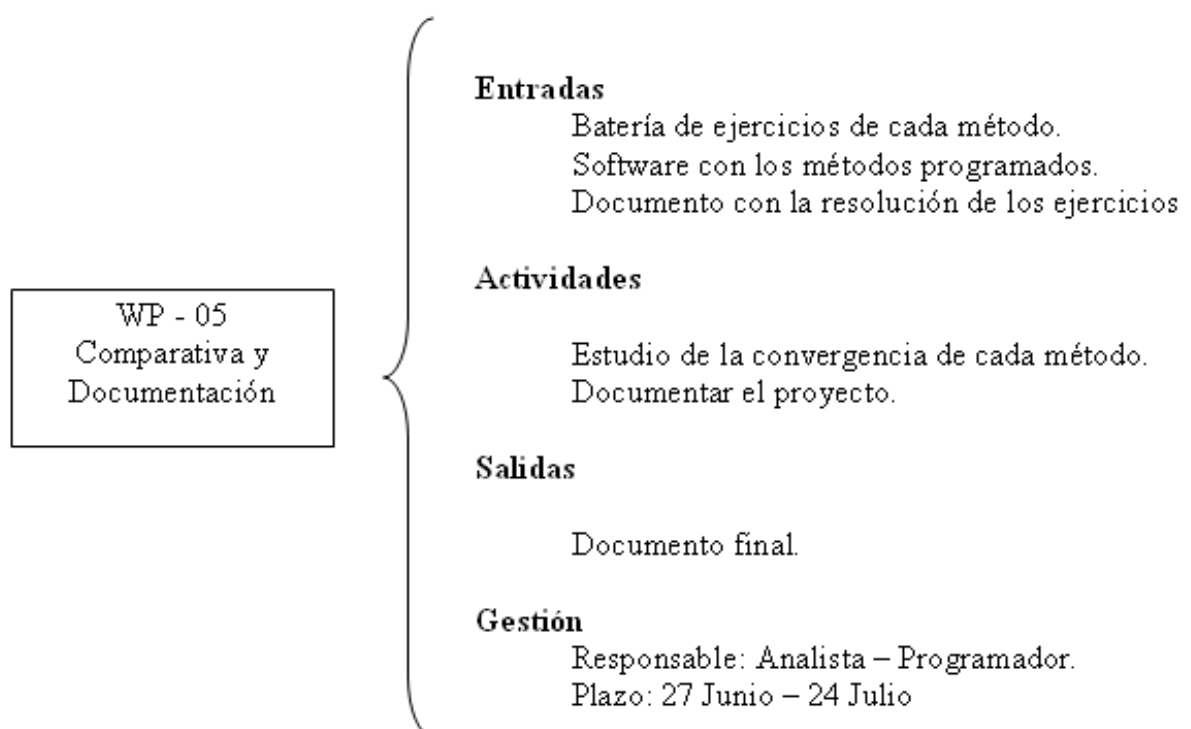 Entradas
Batería de ejercicios de cada método.
Software con los métodos programados.
Documento con la resolución de los ejercicios
Actividades
WP - 05
Comparativa y
Documentación
Estudio de la convergencia de cada método.
Documentar el proyecto.
Salidas
Documento final.
Gestión
Responsable: Analista – Programador.
Plazo: 27 Junio – 24 Julio